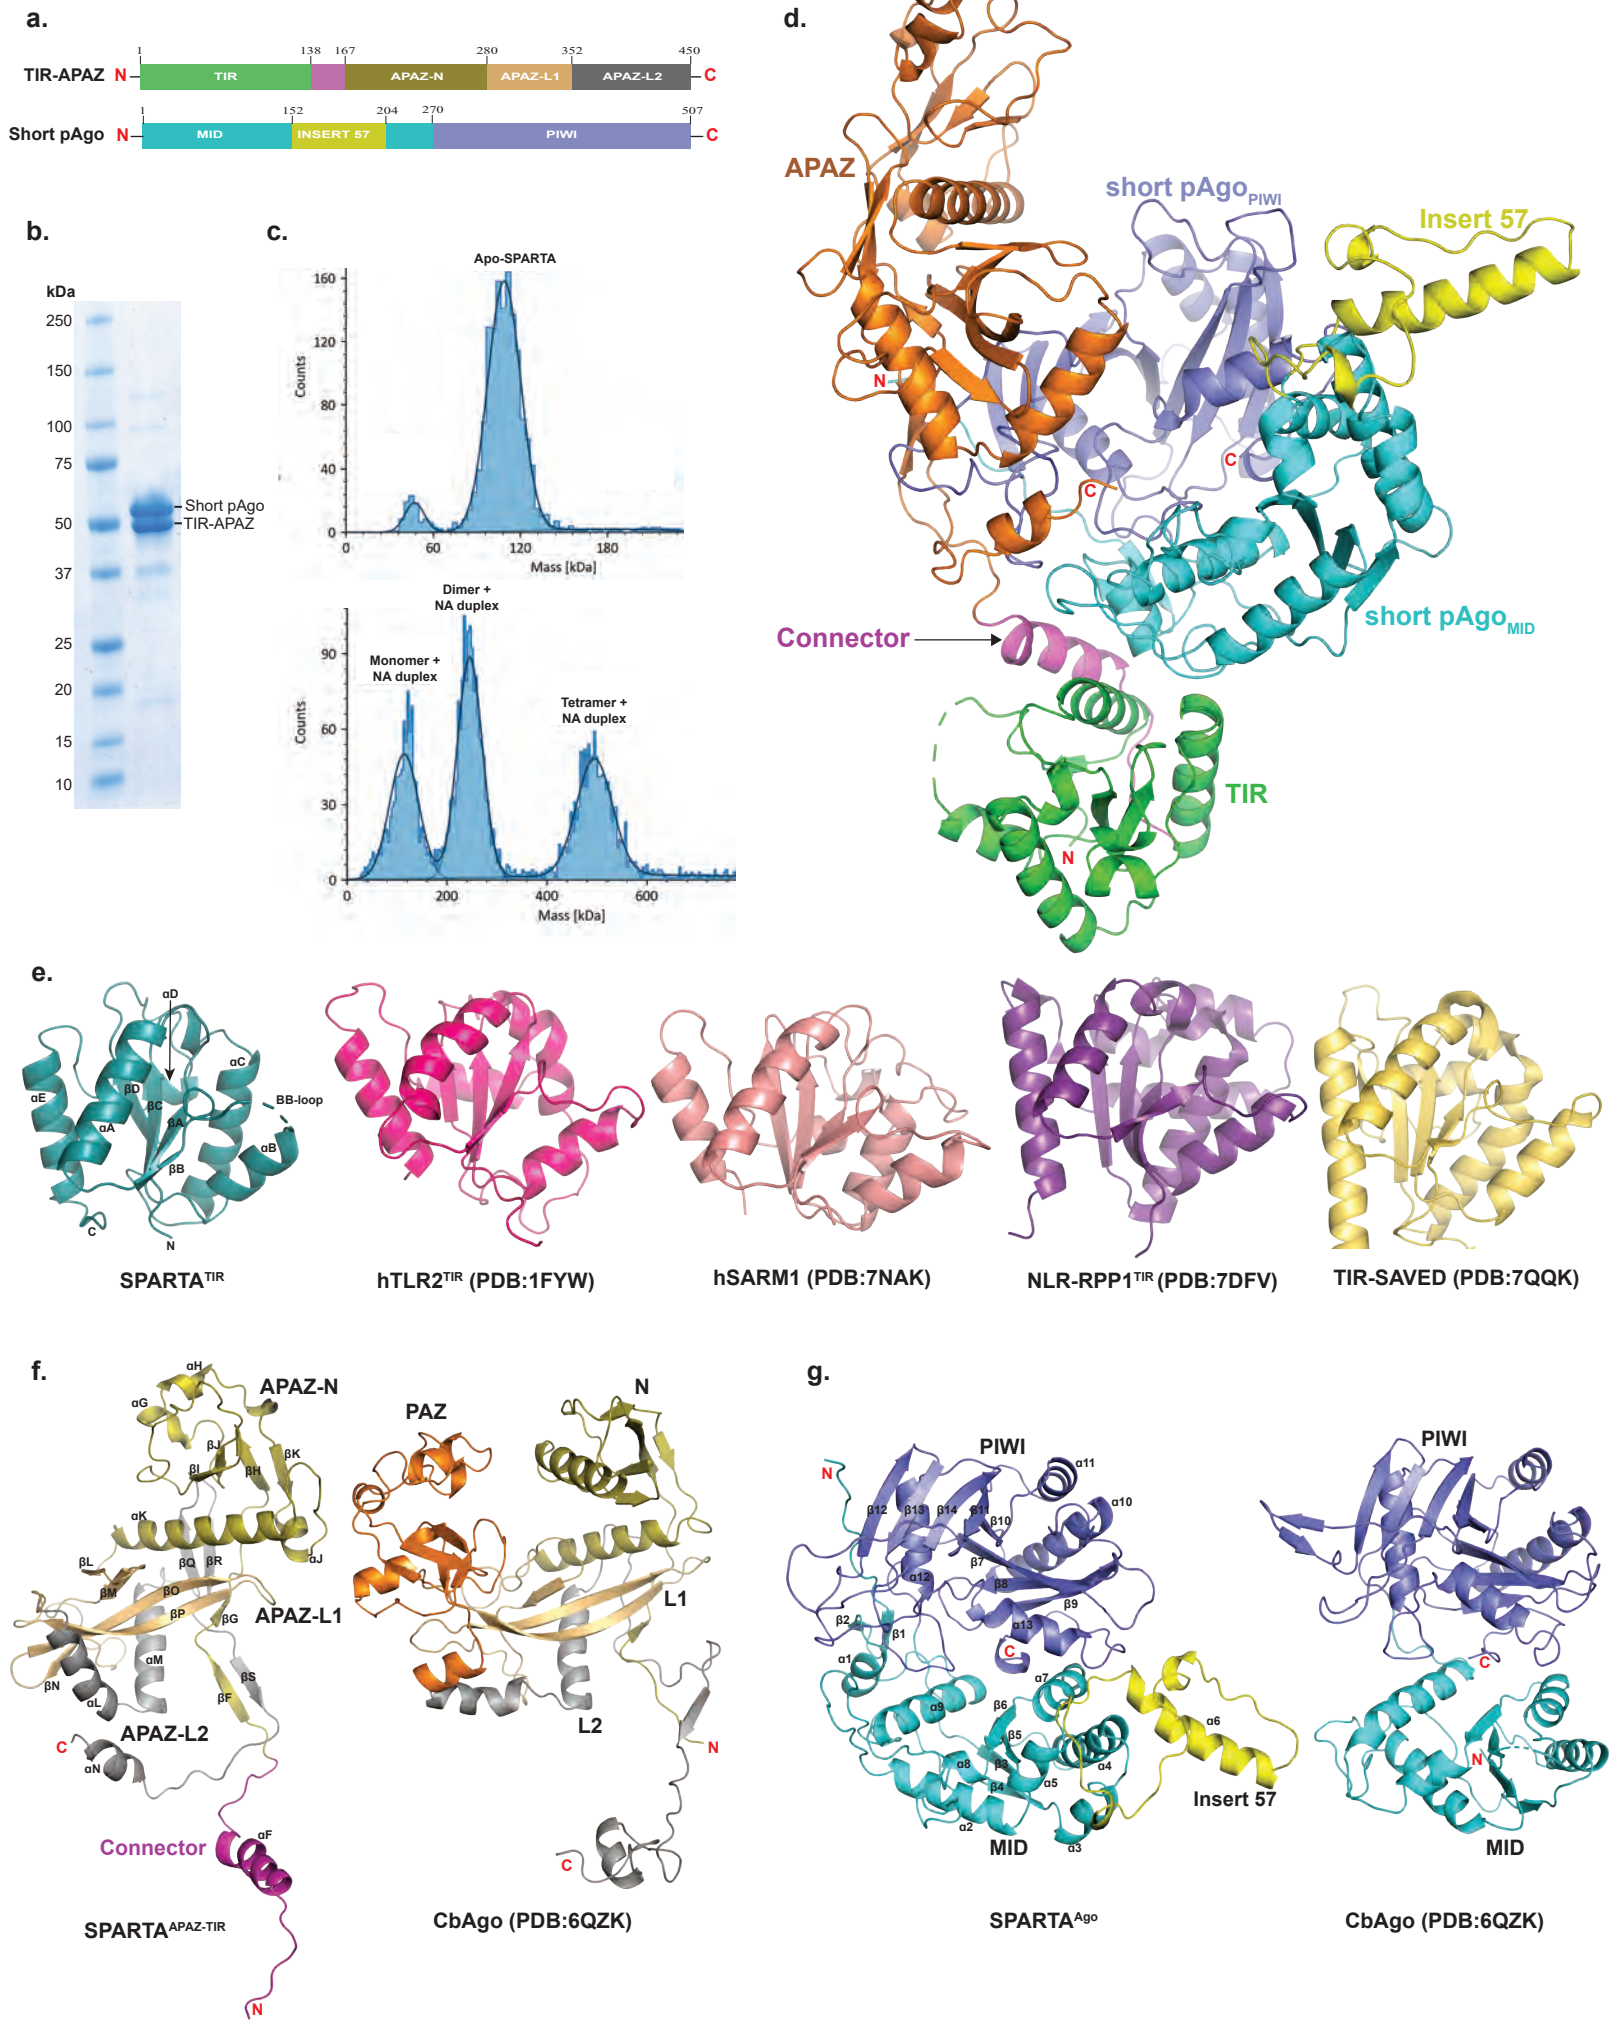 a.
1 138 167 280 352 450
TIR-APAZ N TIR APAZ-N APAZ-L1 APAZ-L2 C
1 152 204 270 507
Short pAgo N MID INSERT 57 PIWI C
b.
kDa
250
150
100
75
50
37
25
20
15
10
Short pAgo
TIR-APAZ
c.
Apo-SPARTA
Counts
160
120
80
40
0
0 60 120 180
Mass [kDa]
Dimer +
NA duplex
Monomer +
NA duplex
Tetramer +
NA duplex
Counts
90
60
30
0
0 200 400 600
Mass [kDa]
d.
APAZ
short pAgoPIWI
Insert 57
N
C
C
short pAgoMID
Connector
TIR
N
e.
αD
αC
βD
αE
βC
BB-loop
αA
βA
αB
βB
C
N
SPARTATIR
hTLR2TIR (PDB:1FYW)
hSARM1 (PDB:7NAK)
NLR-RPP1TIR (PDB:7DFV)
TIR-SAVED (PDB:7QQK)
f.
αH
APAZ-N
αG
βJ
βK
βI
βH
αK
αJ
βL
βQ
βR
βM
βO
βP
APAZ-L1
βG
αM
βN
βS
αL
βF
APAZ-L2
C
αN
Connector
αF
SPARTAAPAZ-TIR
N
PAZ
N
L1
L2
N
C
CbAgo (PDB:6QZK)
g.
PIWI
N
α11
α10
β12
β13
β14
β11
β10
β7
α12
β8
β9
β2
β1
α13
C
α1
α7
α9
β6
β5
α6
α8
β3
α4
α5
β4
α2
Insert 57
MID
α3
SPARTAAgo
PIWI
C
N
MID
CbAgo (PDB:6QZK)